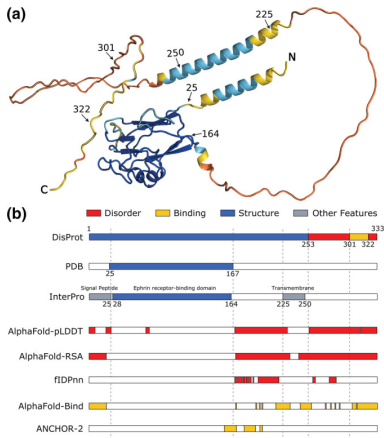 (a)
225
301
250
N
25
322
164
C
(b)
Disorder Binding Structure Other Features
1 333
DisProt
253 301 322
PDB
25 167
Signal Peptide Ephrin receptor-binding domain Transmembrane
InterPro
25 28 164 225 250
AlphaFold-pLDDT
AlphaFold-RSA
fIDPnn
AlphaFold-Bind
ANCHOR-2